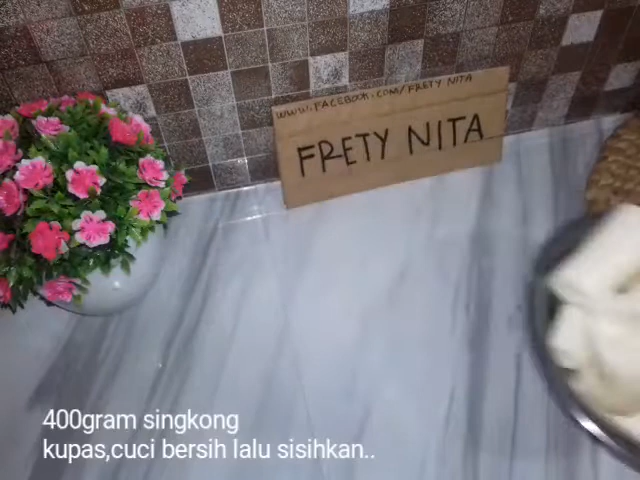 www.FACEBOOK.COM/FRETY NITA
FRETY NITA
400gram singkong
kupas,cuci bersih lalu sisihkan..